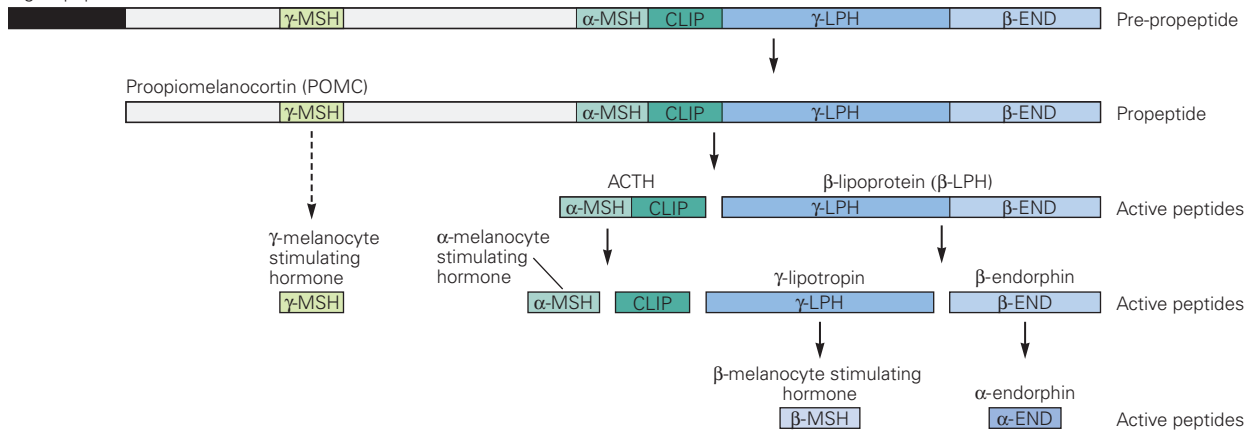 γ-MSH α-MSH CLIP γ-LPH β-END Pre-propeptide
Proopiomelanocortin (POMC)
γ-MSH α-MSH CLIP γ-LPH β-END Propeptide
ACTH β-lipoprotein (β-LPH)
α-MSH CLIP γ-LPH β-END Active peptides
γ-melanocyte
stimulating
hormone
α-melanocyte
stimulating
hormone
γ-lipotropin β-endorphin
γ-MSH α-MSH CLIP γ-LPH β-END Active peptides
β-melanocyte stimulating
hormone
α-endorphin
β-MSH α-END Active peptides